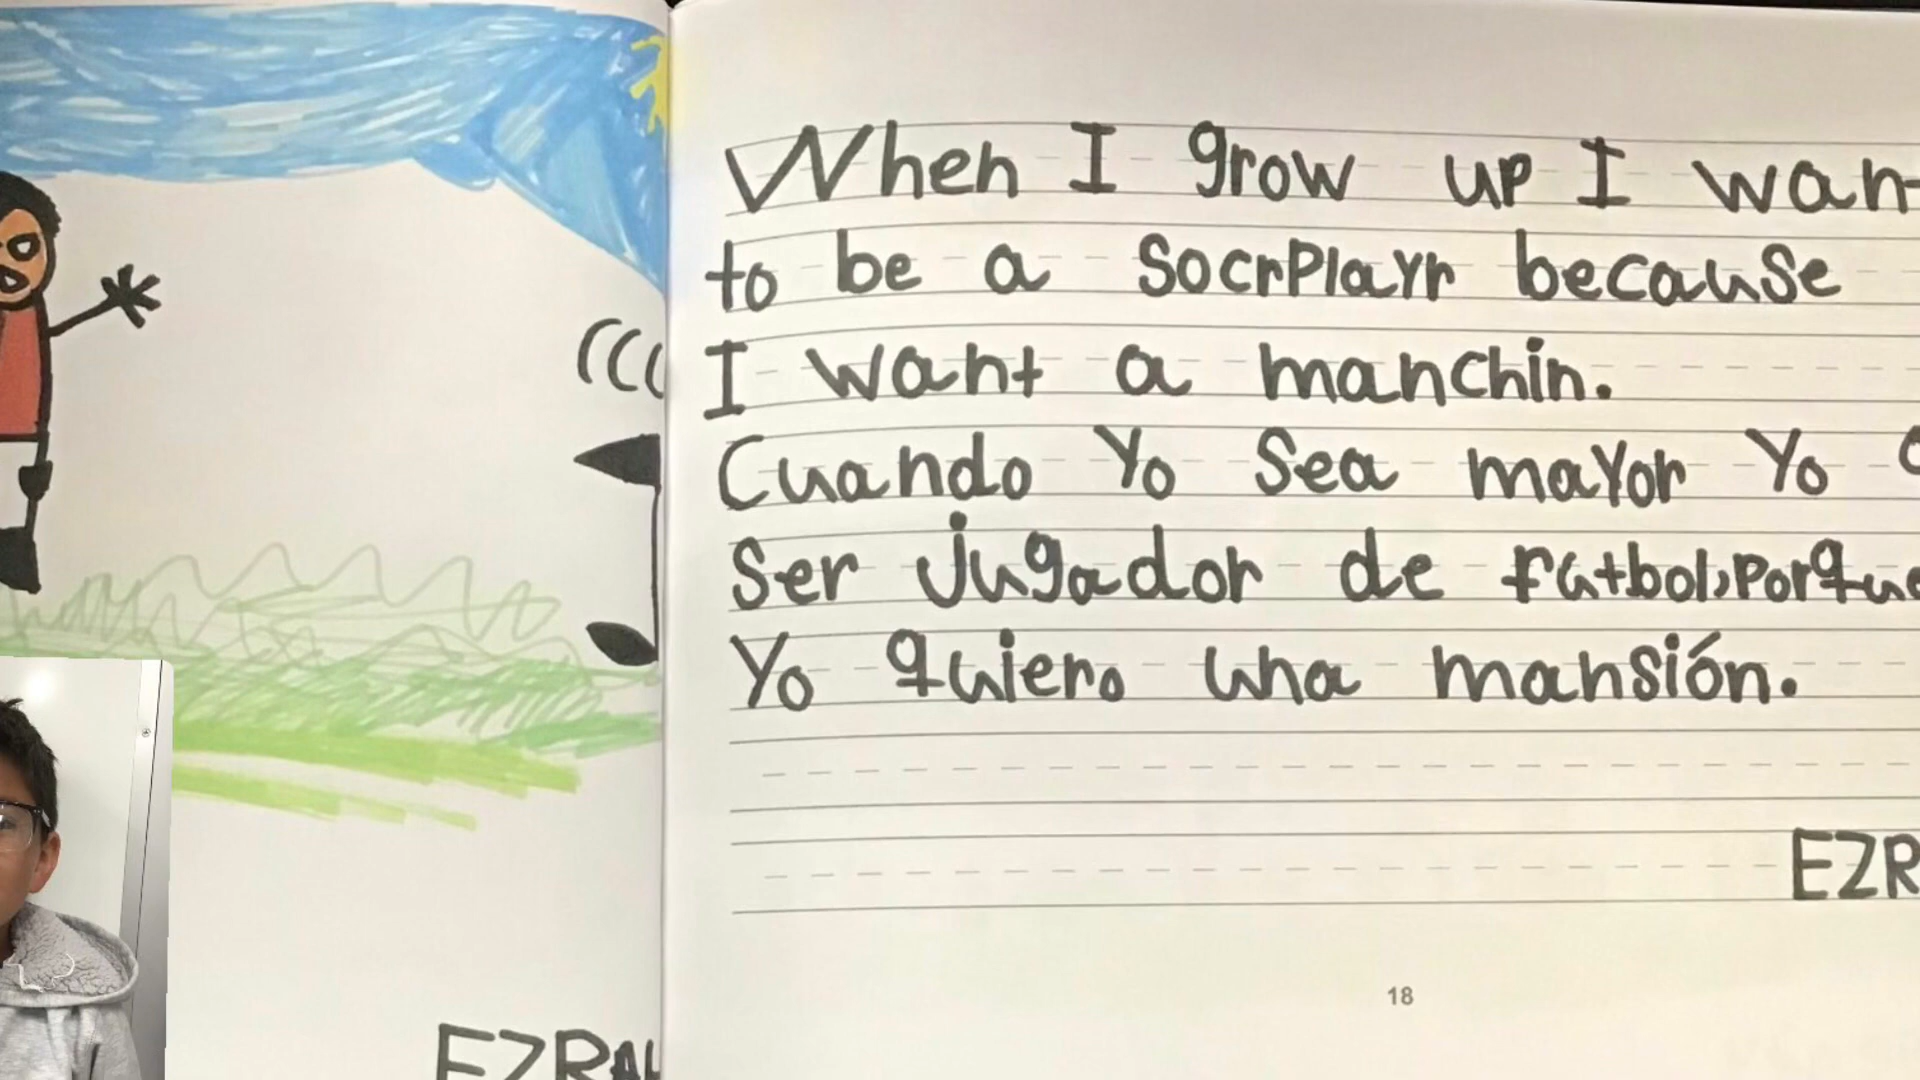 When I grow up I wan
to be a socrPlayr because
I want a manchin.
Cuando Yo Sea mayor Yo
Ser jugador de futbol, Porque
Yo quiero una mansión.
EZR
18
EZRAH